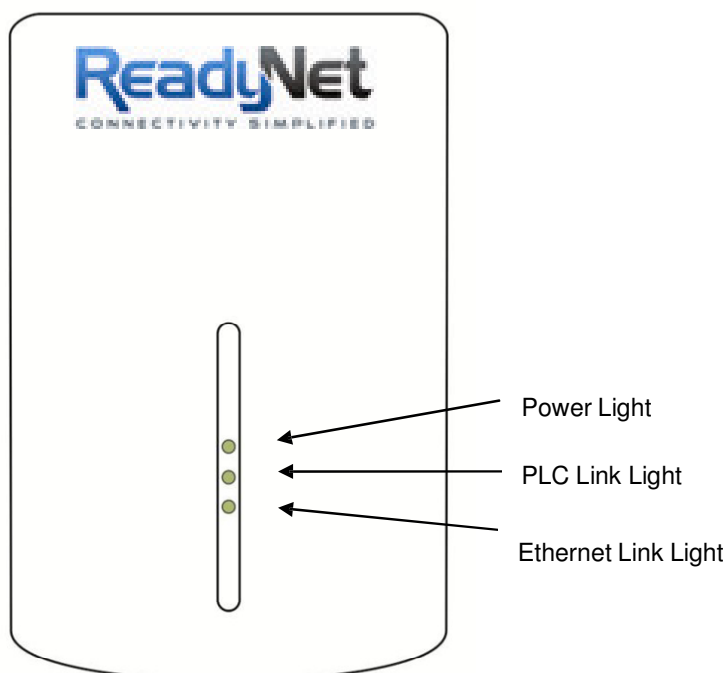 ReadyNet
CONNECTIVITY SIMPLIFIED
Power Light
PLC Link Light
Ethernet Link Light